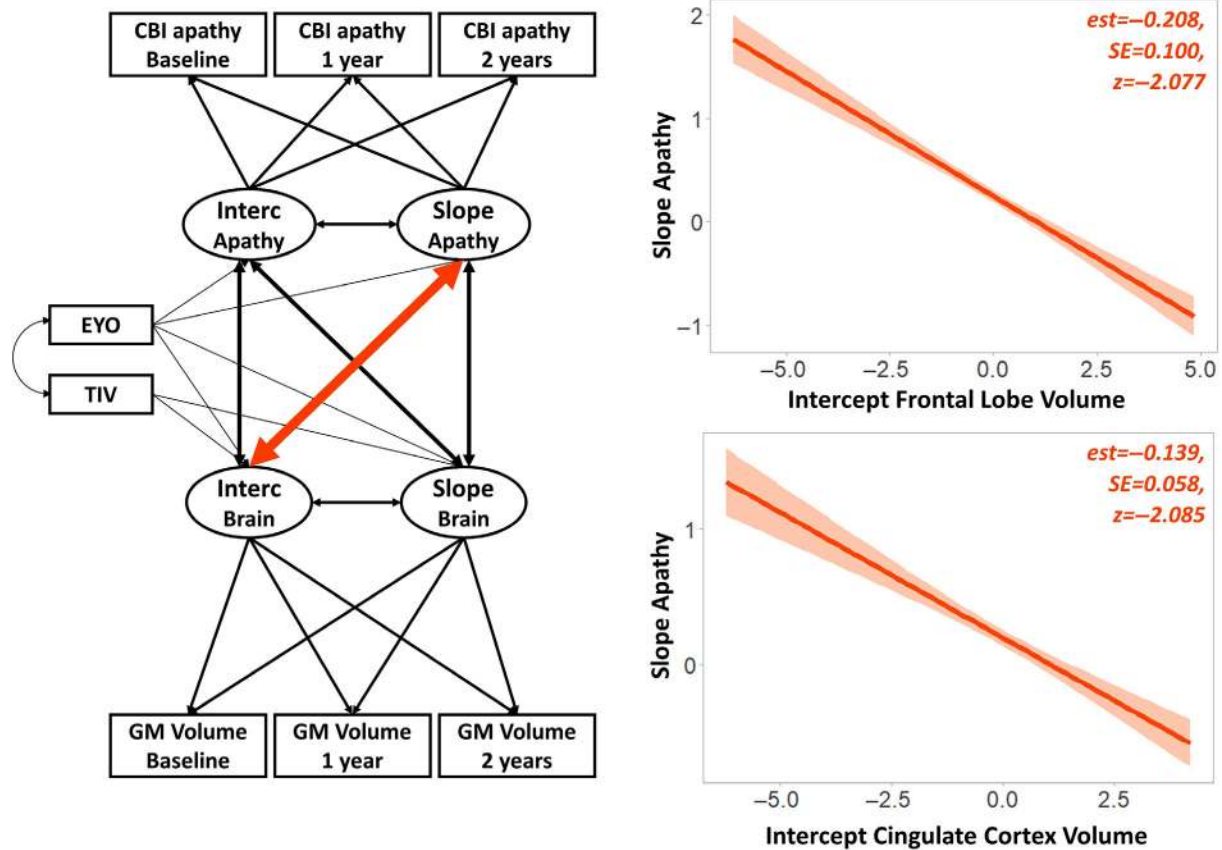 CBI apathy
Baseline
CBI apathy
1 year
CBI apathy
2 years
Interc
Apathy
Slope
Apathy
EYO
TIV
Interc
Brain
Slope
Brain
GM Volume
Baseline
GM Volume
1 year
GM Volume
2 years
est=−0.208,
SE=0.100,
z=−2.077
Slope Apathy
2
1
0
−1
−5.0
−2.5
0.0
2.5
5.0
Intercept Frontal Lobe Volume
est=−0.139,
SE=0.058,
z=−2.085
Slope Apathy
1
0
−5.0
−2.5
0.0
2.5
Intercept Cingulate Cortex Volume